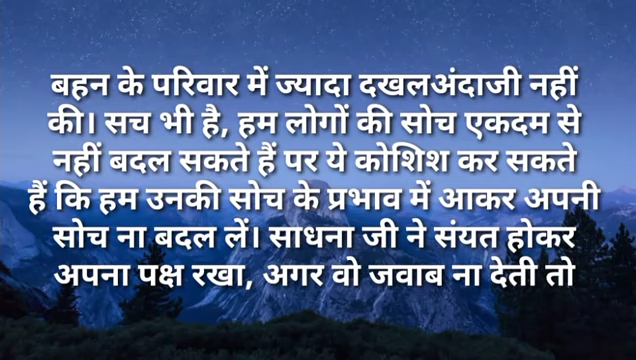 बहन के परिवार में ज्यादा दखलअंदाजी नहीं
की। सच भी है, हम लोगों की सोच एकदम से
नहीं बदल सकते हैं पर ये कोशिश कर सकते
हैं कि हम उनकी सोच के प्रभाव में आकर अपनी
सोच ना बदल लें। साधना जी ने संयत होकर
अपना पक्ष रखा, अगर वो जवाब ना देती तो